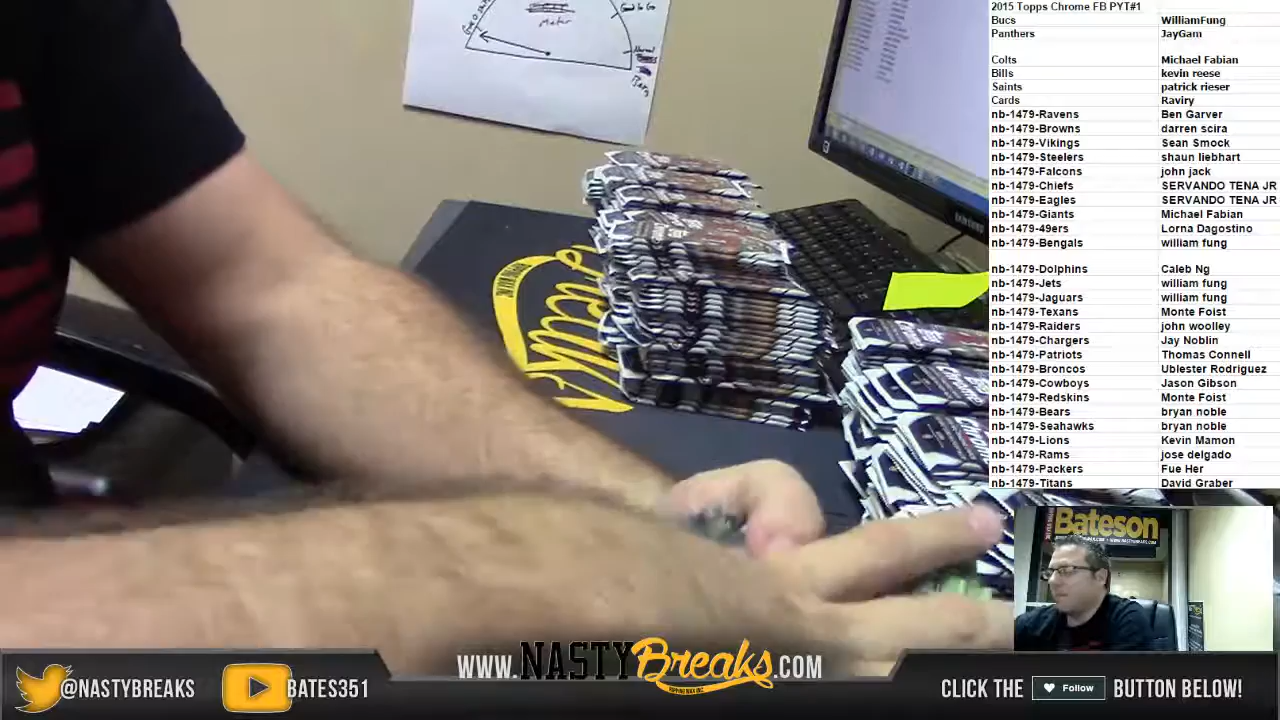 2015 Topps Chrome FB PYT#1
Bucs WilliamFung
Panthers JayGam
Colts Michael Fabian
Bills kevin reese
Saints patrick rieser
Cards Raviry
nb-1479-Ravens Ben Garver
nb-1479-Browns darren scira
nb-1479-Vikings Sean Smock
nb-1479-Steelers shaun liebhart
nb-1479-Falcons john jack
nb-1479-Chiefs SERVANDO TENA JR
nb-1479-Eagles SERVANDO TENA JR
nb-1479-Giants Michael Fabian
nb-1479-49ers Lorna Dagostino
nb-1479-Bengals william fung
nb-1479-Dolphins Caleb Ng
nb-1479-Jets william fung
nb-1479-Jaguars william fung
nb-1479-Texans Monte Foist
nb-1479-Raiders john woolley
nb-1479-Chargers Jay Noblin
nb-1479-Patriots Thomas Connell
nb-1479-Broncos Ublester Rodriguez
nb-1479-Cowboys Jason Gibson
nb-1479-Redskins Monte Foist
nb-1479-Bears bryan noble
nb-1479-Seahawks bryan noble
nb-1479-Lions Kevin Mamon
nb-1479-Rams jose delgado
nb-1479-Packers Fue Her
nb-1479-Titans David Graber
Meter
Bateson
@NASTYBREAKS
BATES351
WWW.NASTYBreaks.COM
CLICK THE Follow BUTTON BELOW!